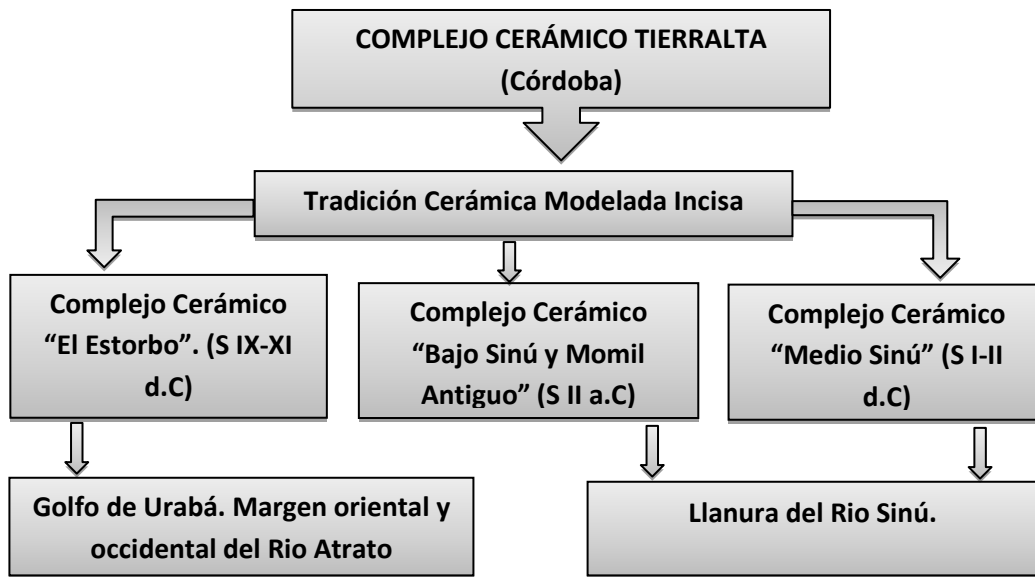 COMPLEJO CERÁMICO TIERRALTA
(Córdoba)
Tradición Cerámica Modelada Incisa
Complejo Cerámico
“El Estorbo”. (S IX-XI
d.C)
Complejo Cerámico
“Bajo Sinú y Momil
Antiguo” (S II a.C)
Complejo Cerámico
“Medio Sinú” (S I-II
d.C)
Golfo de Urabá. Margen oriental y
occidental del Rio Atrato
Llanura del Rio Sinú.